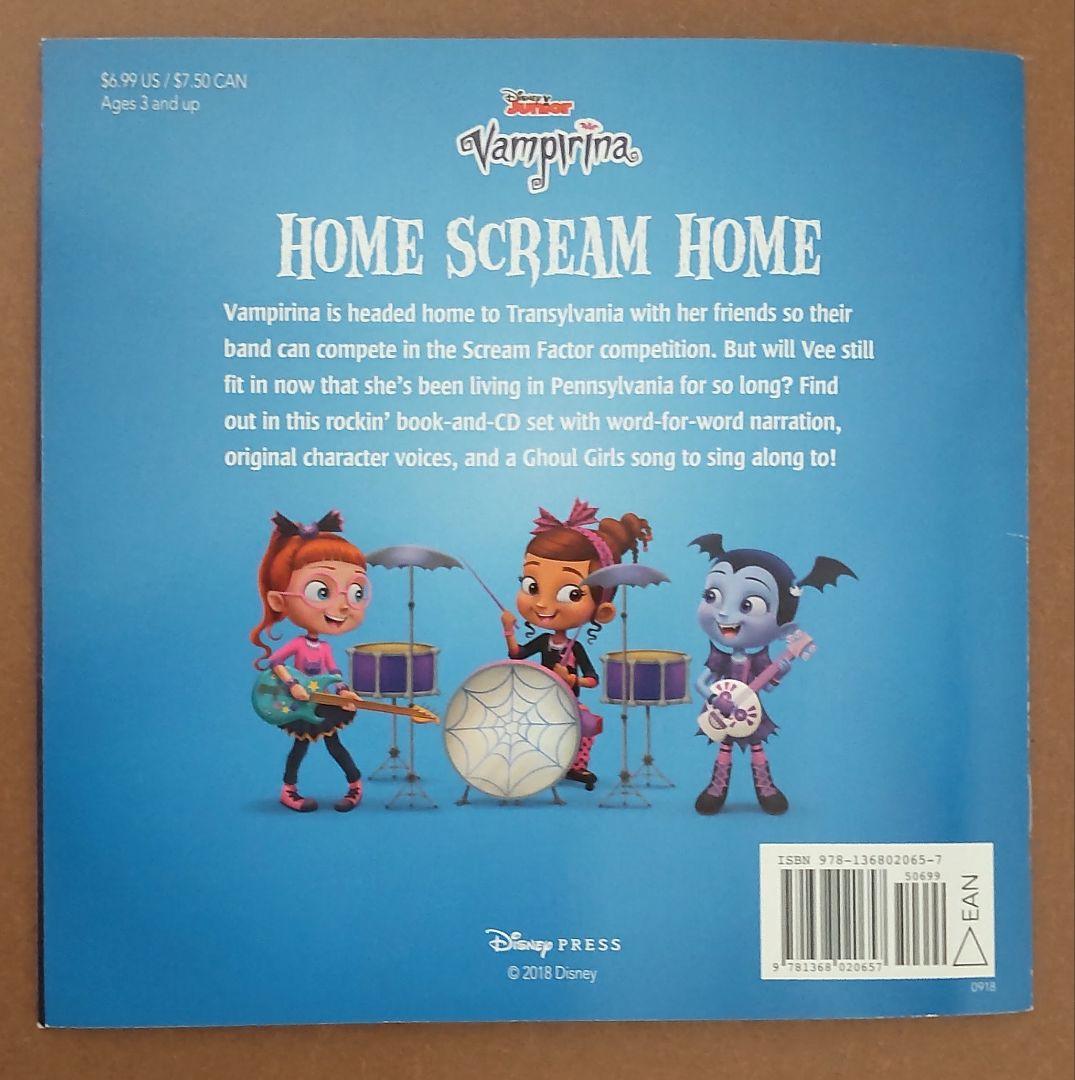 $6.99 US / $7.50 CAN
Ages 3 and up
Disney
Junior
Vampirina
HOME SCREAM HOME
Vampirina is headed home to Transylvania with her friends so their
band can compete in the Scream Factor competition. But will Vee still
fit in now that she's been living in Pennsylvania for so long? Find
out in this rockin' book-and-CD set with word-for-word narration,
original character voices, and a Ghoul Girls song to sing along to!
ISBN 978-136802065-7
50699
EAN
9 781368 020657
0918
Disney PRESS
© 2018 Disney